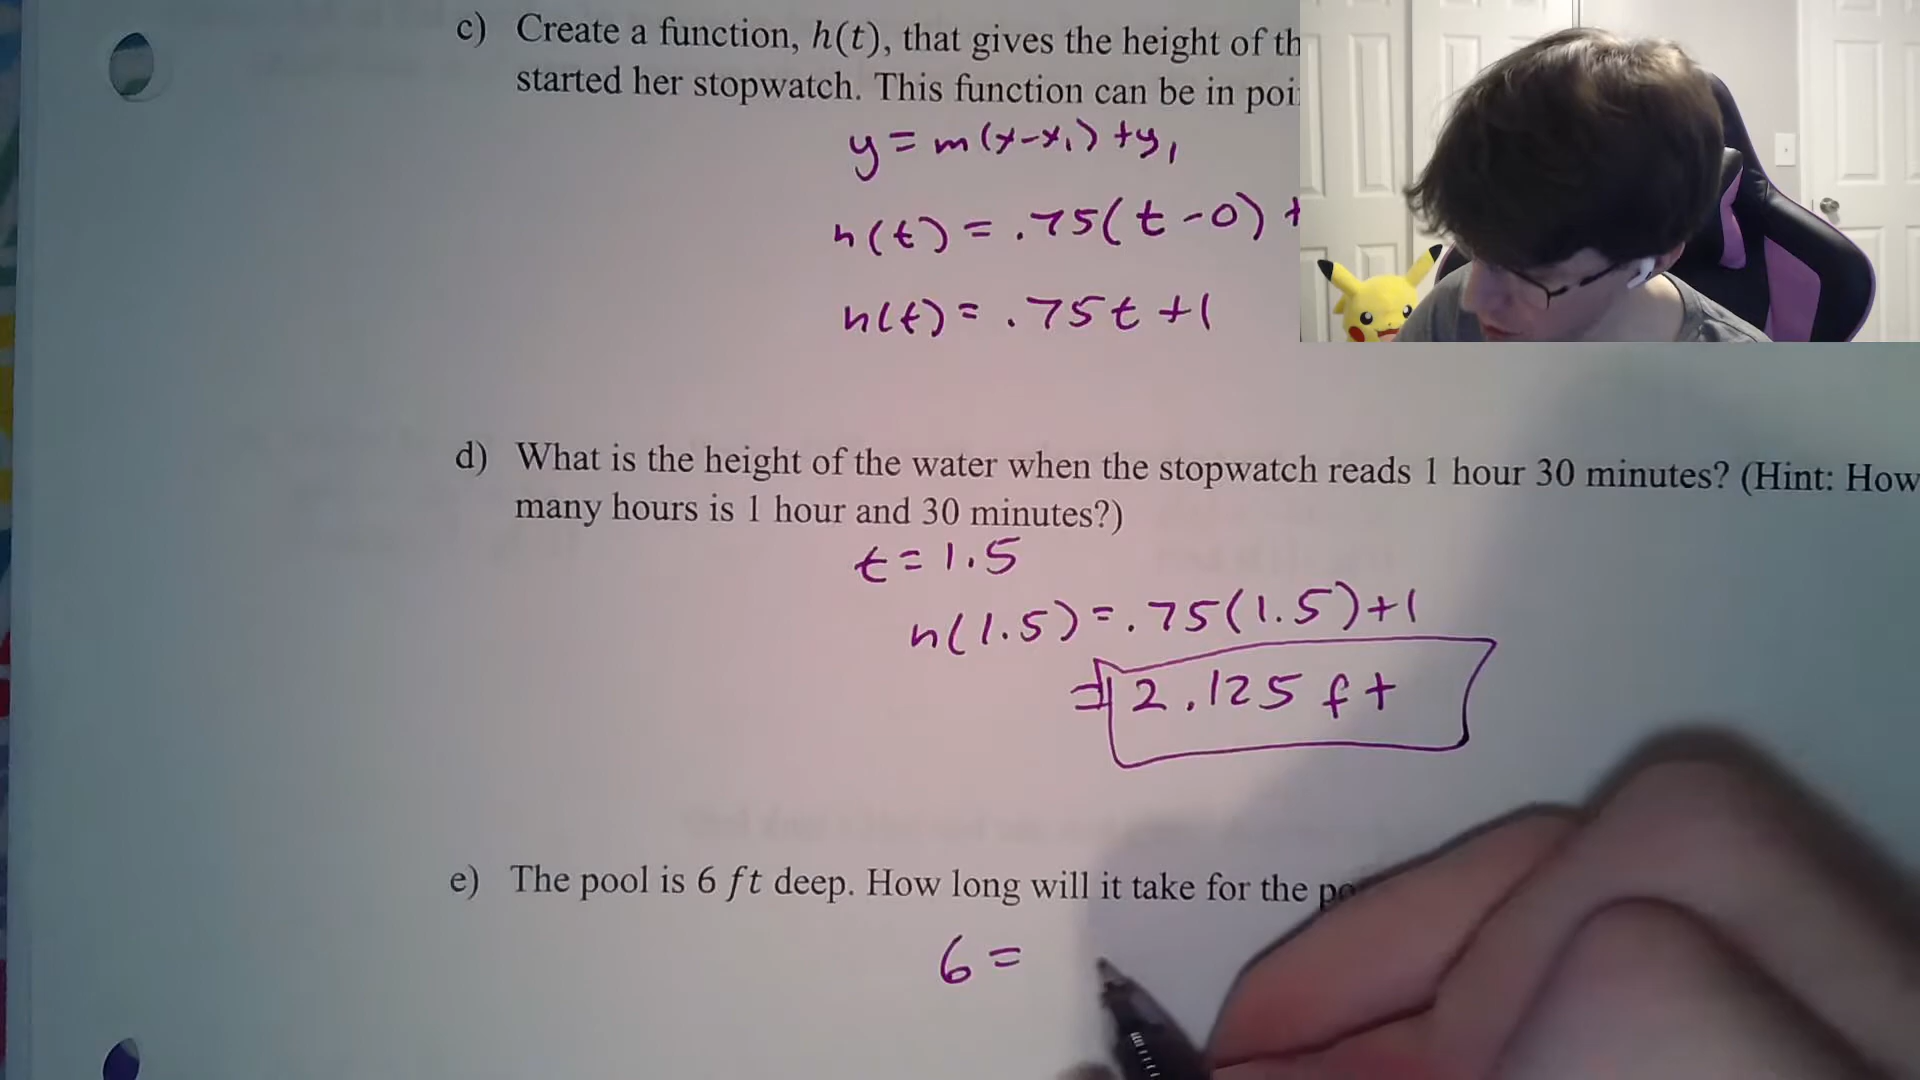 c) Create a function, h(t), that gives the height of th
started her stopwatch. This function can be in poi
y = m(x-x₁) + y₁
h(t) = .75(t-0) +
h(t) = .75t + 1
d) What is the height of the water when the stopwatch reads 1 hour 30 minutes? (Hint: How
many hours is 1 hour and 30 minutes?)
t = 1.5
h(1.5) = .75(1.5)+1
= 2.125 ft
e) The pool is 6 ft deep. How long will it take for the po
6 =